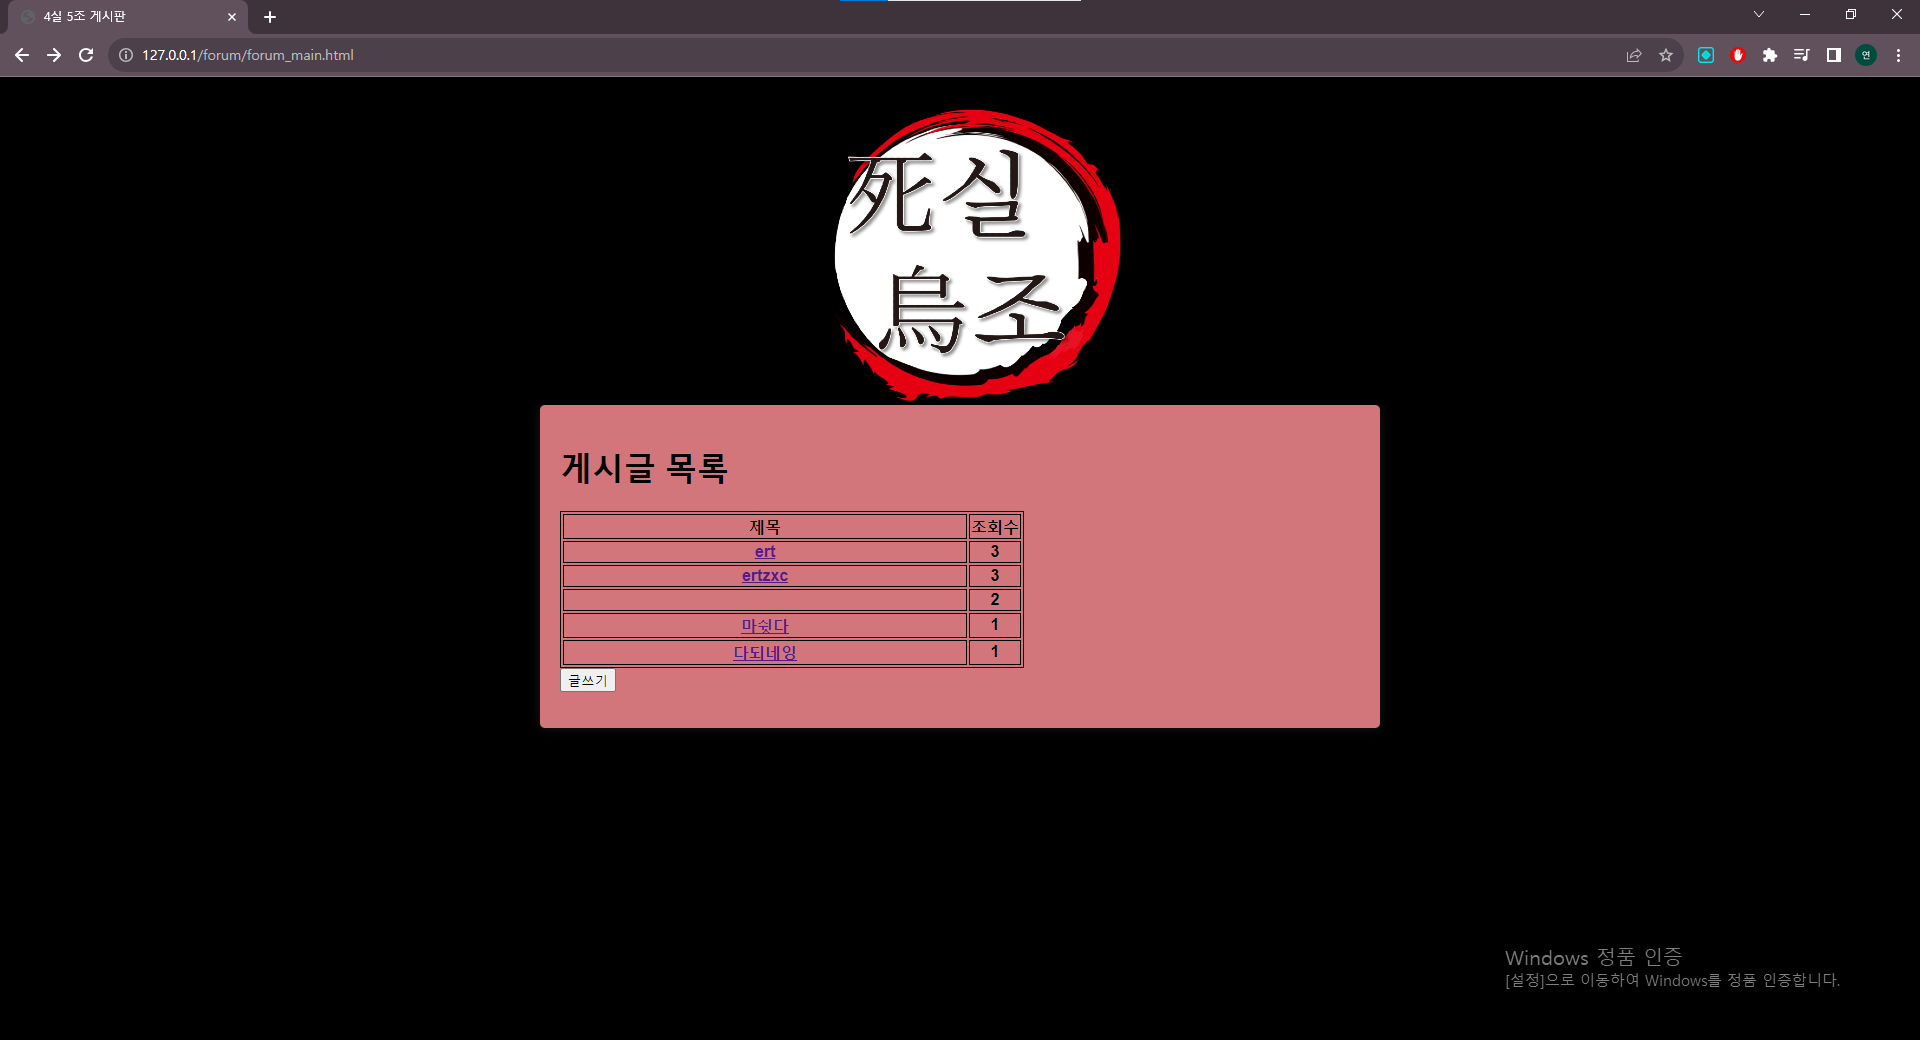 4실 5조 게시판
127.0.0.1/forum/forum_main.html
연
死실
烏조
게시글 목록
제목 조회수
ert 3
ertzxc 3
2
마쉿다 1
다되네잉 1
글쓰기
Windows 정품 인증
[설정]으로 이동하여 Windows를 정품 인증합니다.